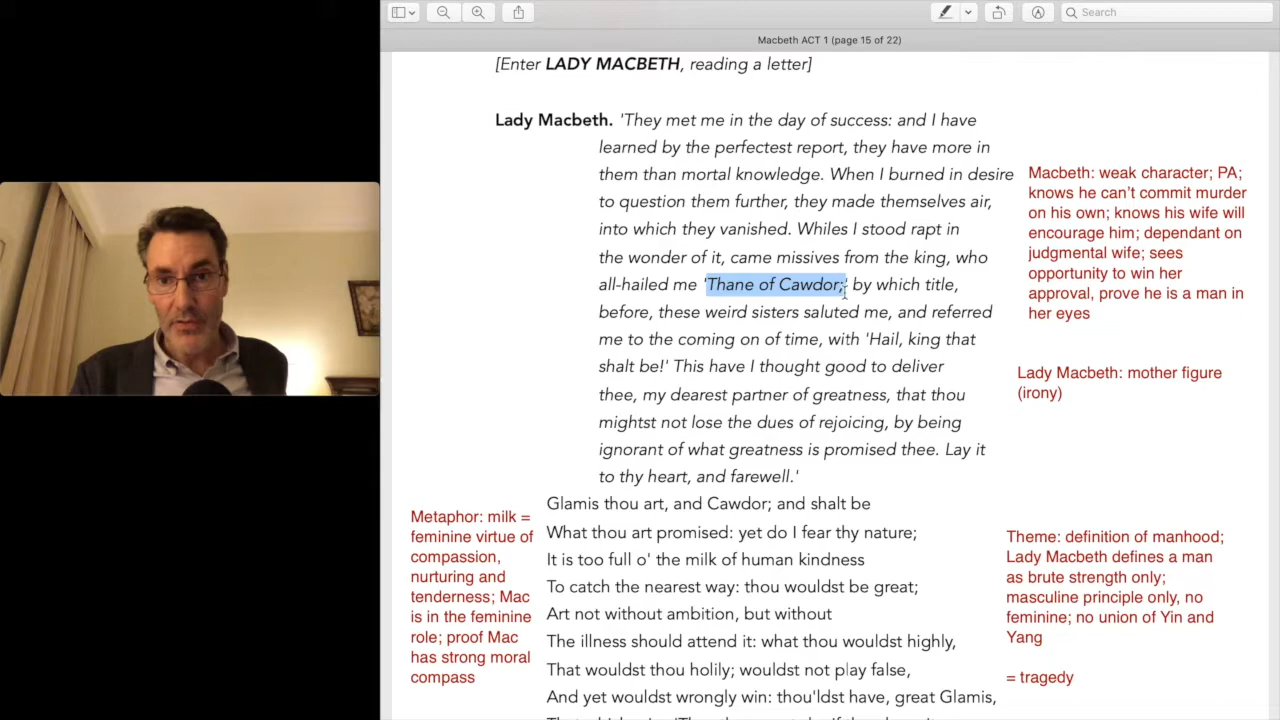 Search
Macbeth ACT 1 (page 15 of 22)
[Enter LADY MACBETH, reading a letter]
Lady Macbeth. 'They met me in the day of success: and I have
learned by the perfectest report, they have more in
them than mortal knowledge. When I burned in desire
to question them further, they made themselves air,
into which they vanished. Whiles I stood rapt in
the wonder of it, came missives from the king, who
all-hailed me 'Thane of Cawdor;' by which title,
before, these weird sisters saluted me, and referred
me to the coming on of time, with 'Hail, king that
shalt be!' This have I thought good to deliver
thee, my dearest partner of greatness, that thou
mightst not lose the dues of rejoicing, by being
ignorant of what greatness is promised thee. Lay it
to thy heart, and farewell.'
Glamis thou art, and Cawdor; and shalt be
What thou art promised: yet do I fear thy nature;
It is too full o' the milk of human kindness
To catch the nearest way: thou wouldst be great;
Art not without ambition, but without
The illness should attend it: what thou wouldst highly,
That wouldst thou holily; wouldst not play false,
And yet wouldst wrongly win: thou'ldst have, great Glamis,
Macbeth: weak character; PA;
knows he can't commit murder
on his own; knows his wife will
encourage him; dependant on
judgmental wife; sees
opportunity to win her
approval, prove he is a man in
her eyes
Lady Macbeth: mother figure
(irony)
Metaphor: milk =
feminine virtue of
compassion,
nurturing and
tenderness; Mac
is in the feminine
role; proof Mac
has strong moral
compass
Theme: definition of manhood;
Lady Macbeth defines a man
as brute strength only;
masculine principle only, no
feminine; no union of Yin and
Yang
= tragedy